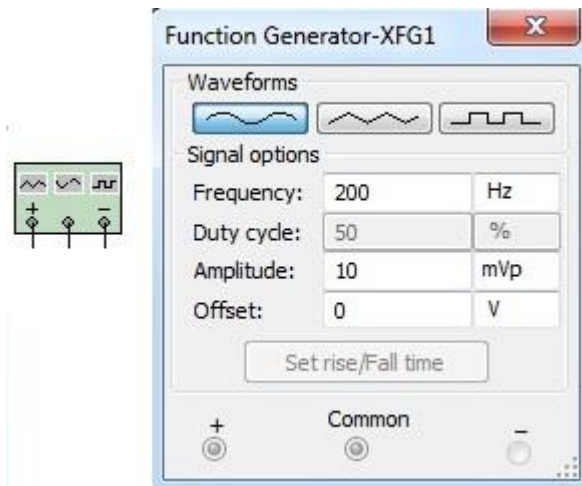 Function Generator-XFG1
Waveforms
Signal options
Frequency: 200 Hz
Duty cycle: 50 %
Amplitude: 10 mVp
Offset: 0 V
Set rise/Fall time
+ Common −
+ −